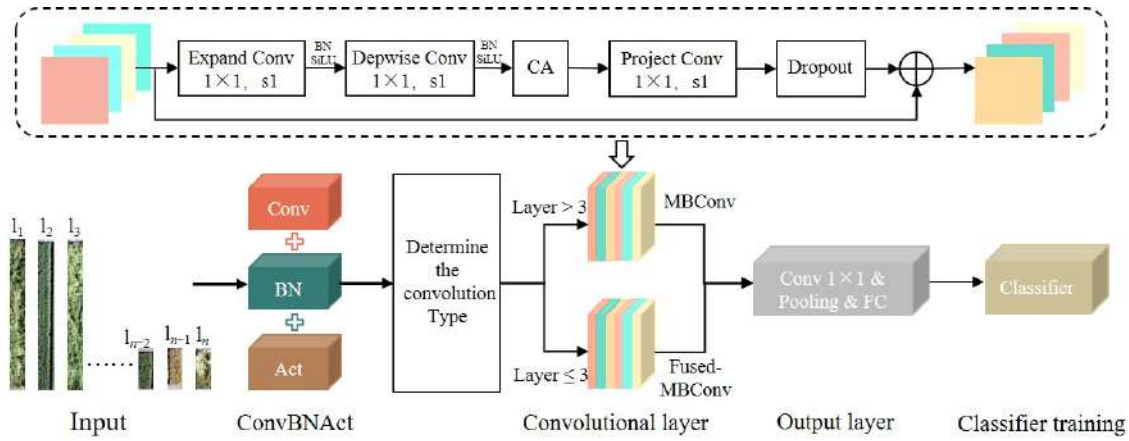 BN
SiLU
BN
SiLU
Expand Conv
1×1, s1
Depwise Conv
1×1, s1
CA
Project Conv
1×1, s1
Dropout
l1 l2 l3
ln-2 ln-1 ln
......
Input
Conv
BN
Act
ConvBNAct
Determine
the
convolution
Type
Layer > 3
MBConv
Layer ≤ 3
Fused-
MBConv
Convolutional layer
Conv 1×1 &
Pooling & FC
Output layer
Classifier
Classifier training